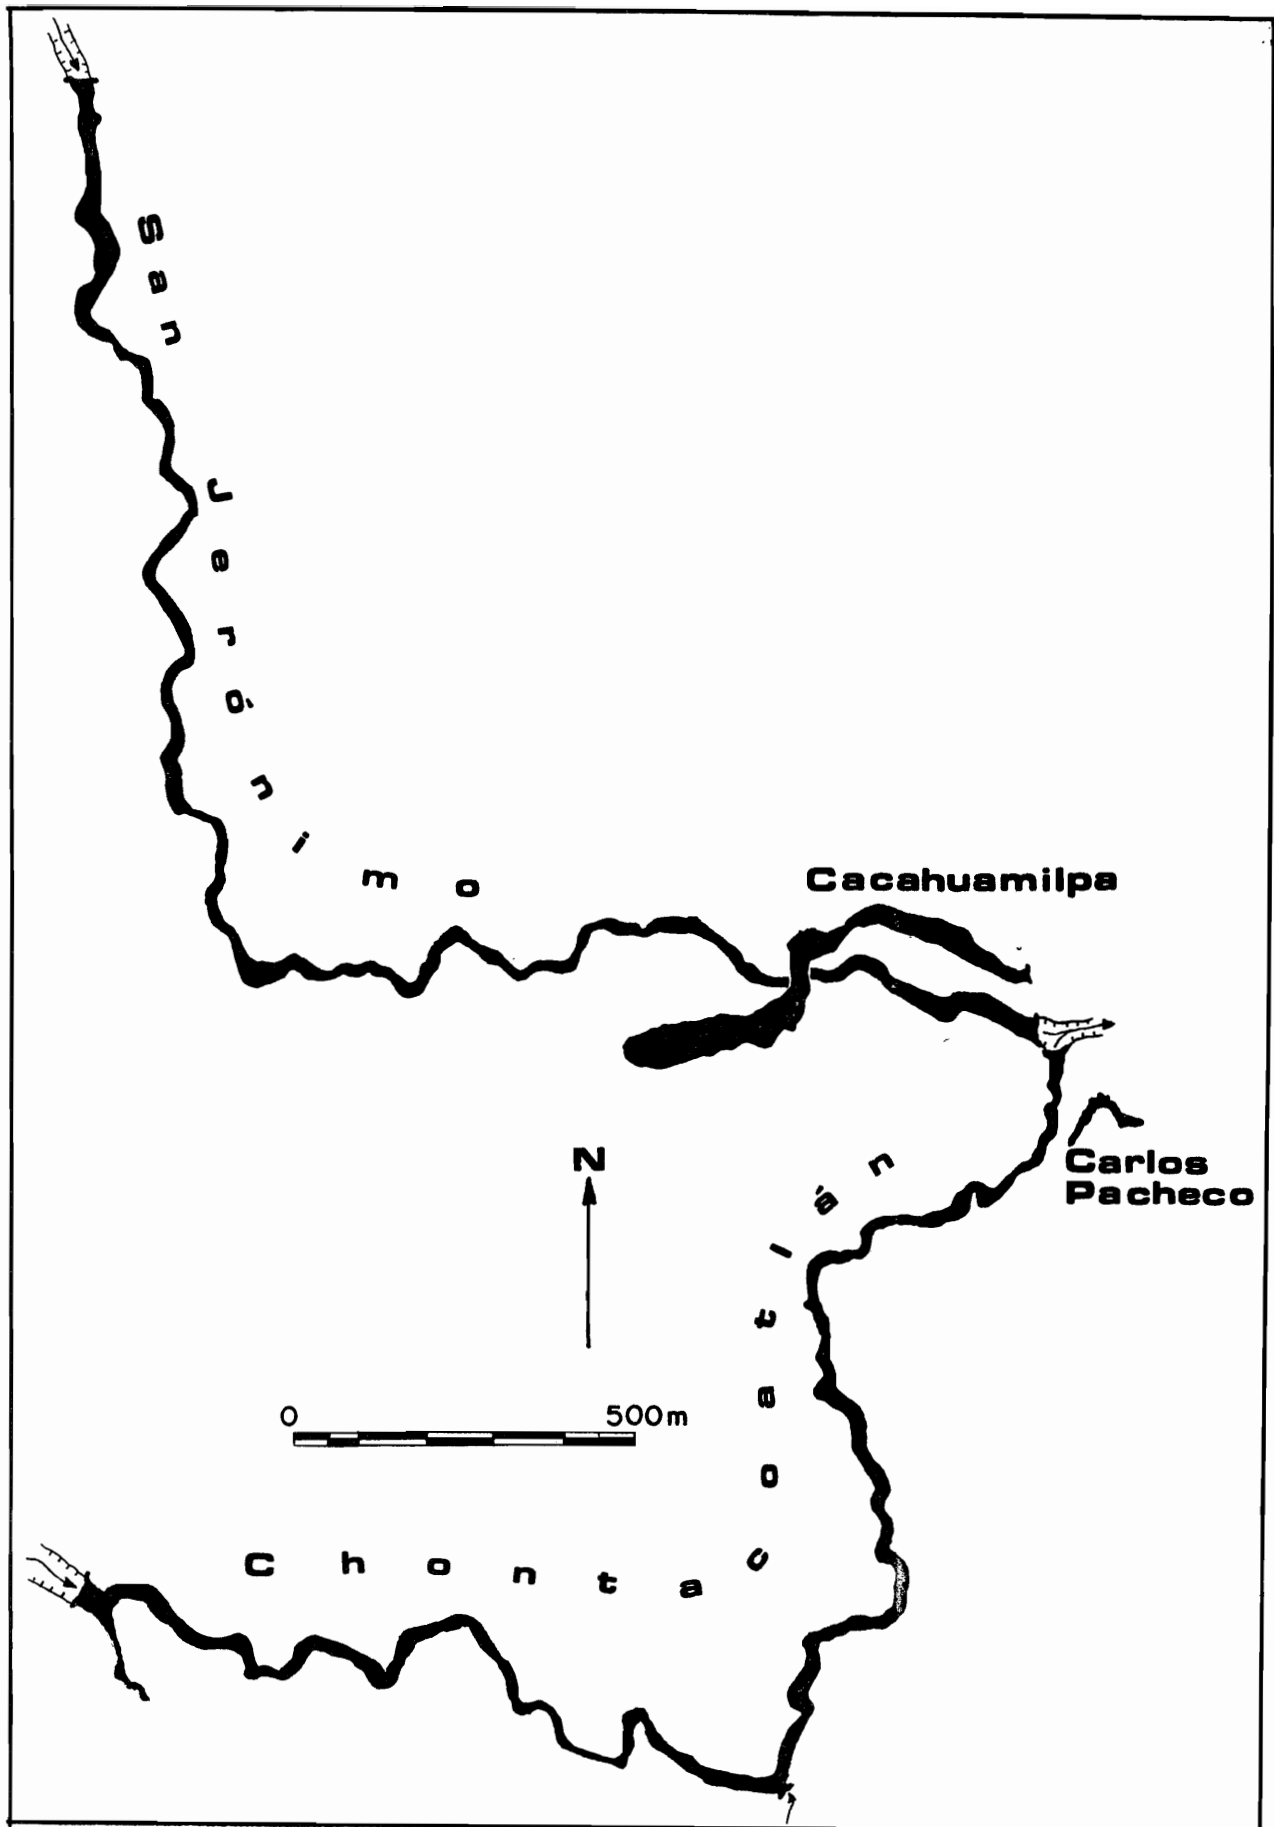 San Jerónimo
Cacahuamilpa
Carlos
Pacheco
N
0 500m
Chontacoatlán